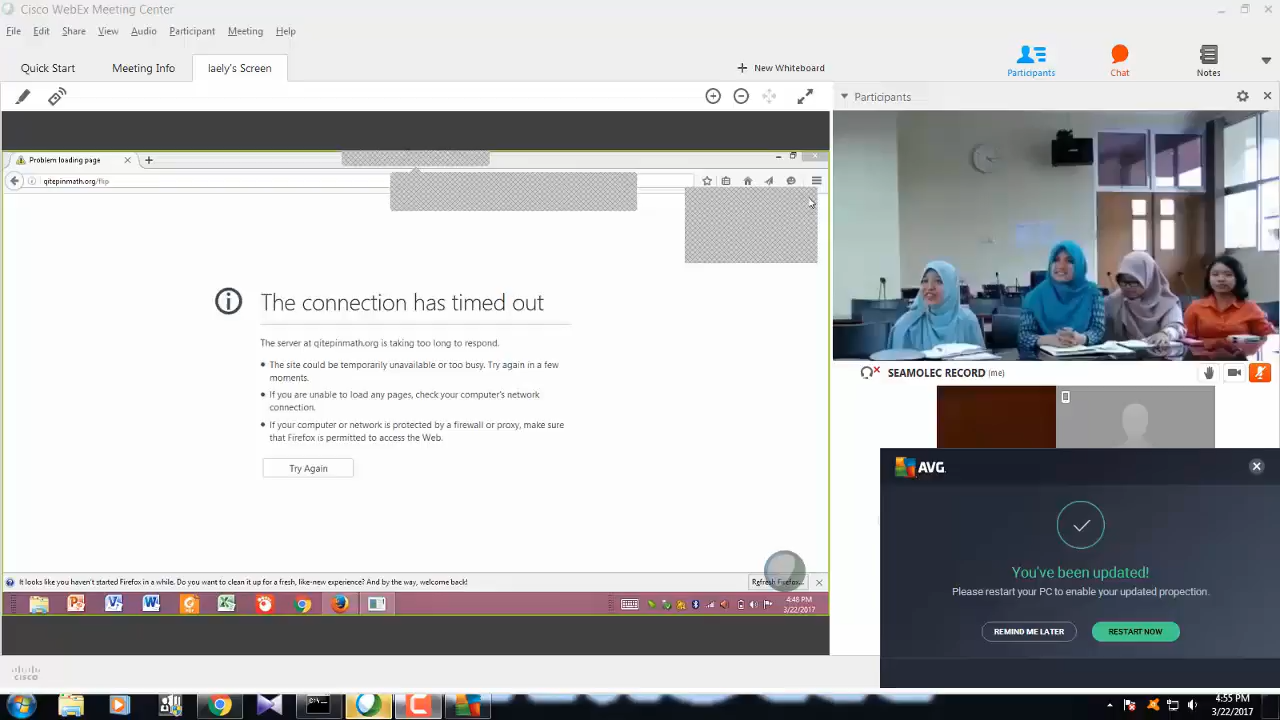 Cisco WebEx Meeting Center
File Edit Share View Audio Participant Meeting Help
Quick Start Meeting Info laely's Screen
New Whiteboard
Participants Chat Notes
Participants
Problem loading page
qitepinmath.org/flip
The connection has timed out
The server at qitepinmath.org is taking too long to respond.
The site could be temporarily unavailable or too busy. Try again in a few
moments.
If you are unable to load any pages, check your computer's network
connection.
If your computer or network is protected by a firewall or proxy, make sure
that Firefox is permitted to access the Web.
Try Again
It looks like you haven't started Firefox in a while. Do you want to clean it up for a fresh, like-new experience? And by the way, welcome back!
Refresh Firefox...
4:48 PM
3/22/2017
SEAMOLEC RECORD (me)
AVG
You've been updated!
Please restart your PC to enable your updated propection.
REMIND ME LATER RESTART NOW
cisco
4:55 PM
3/22/2017